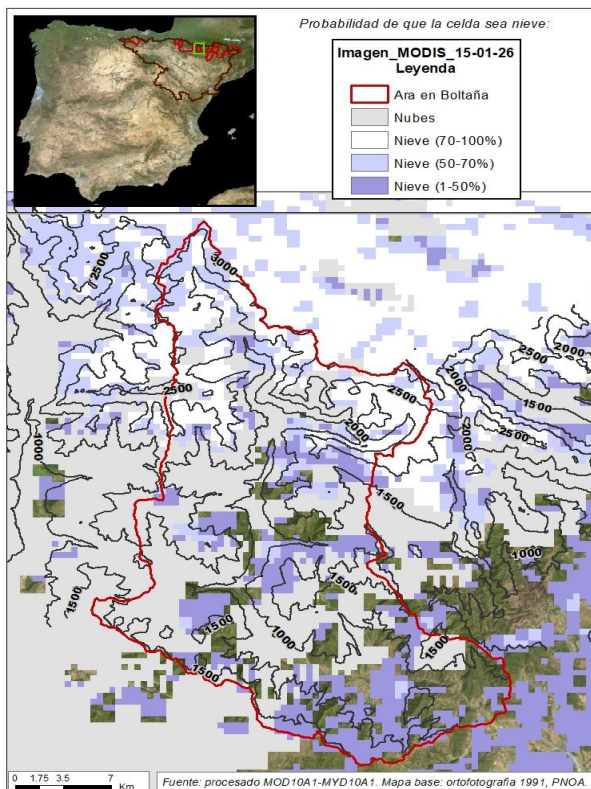 Probabilidad de que la celda sea nieve:
Imagen_MODIS_15-01-26
Leyenda
Ara en Boltaña
Nubes
Nieve (70-100%)
Nieve (50-70%)
Nieve (1-50%)
2500
3000
2500
2500
2000
2000
2500
2000
1500
2500
2000
1000
1500
1000
1500
1500
1500
1000
1500
1500
0 1.75 3.5 7
Km
Fuente: procesado MOD10A1-MYD10A1. Mapa base: ortofotografía 1991, PNOA.